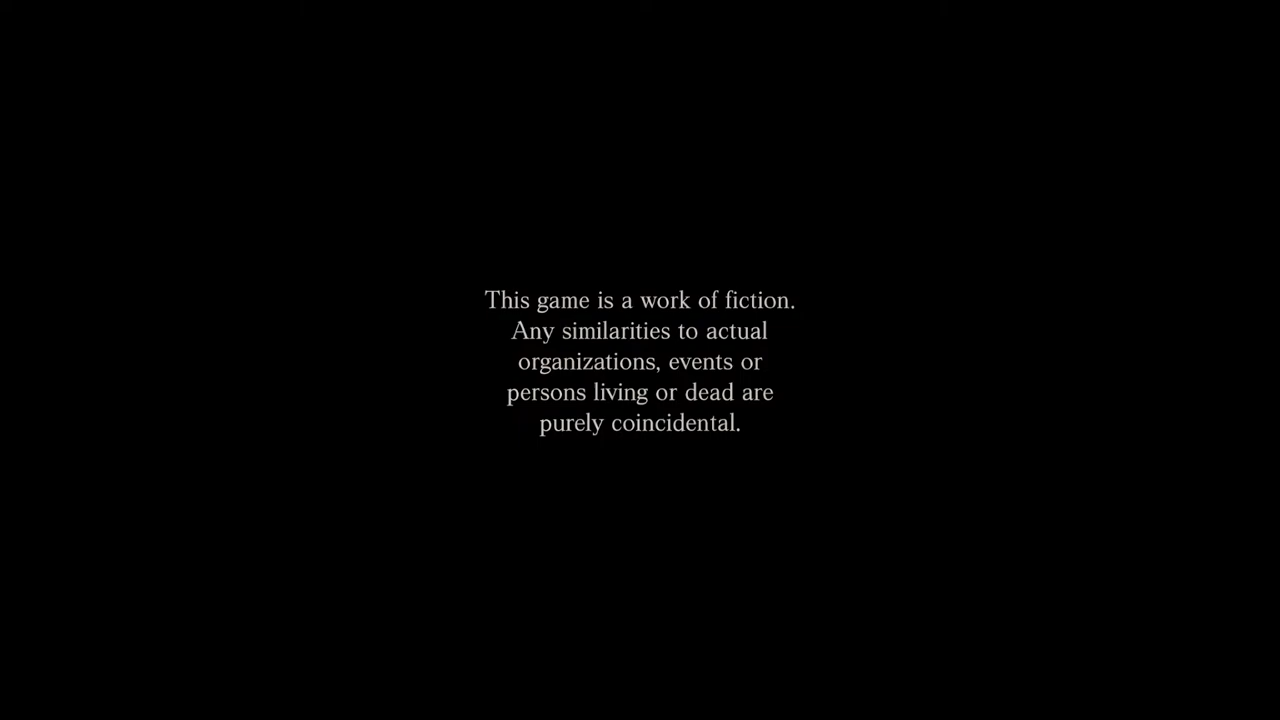 This game is a work of fiction.
Any similarities to actual
organizations, events or
persons living or dead are
purely coincidental.